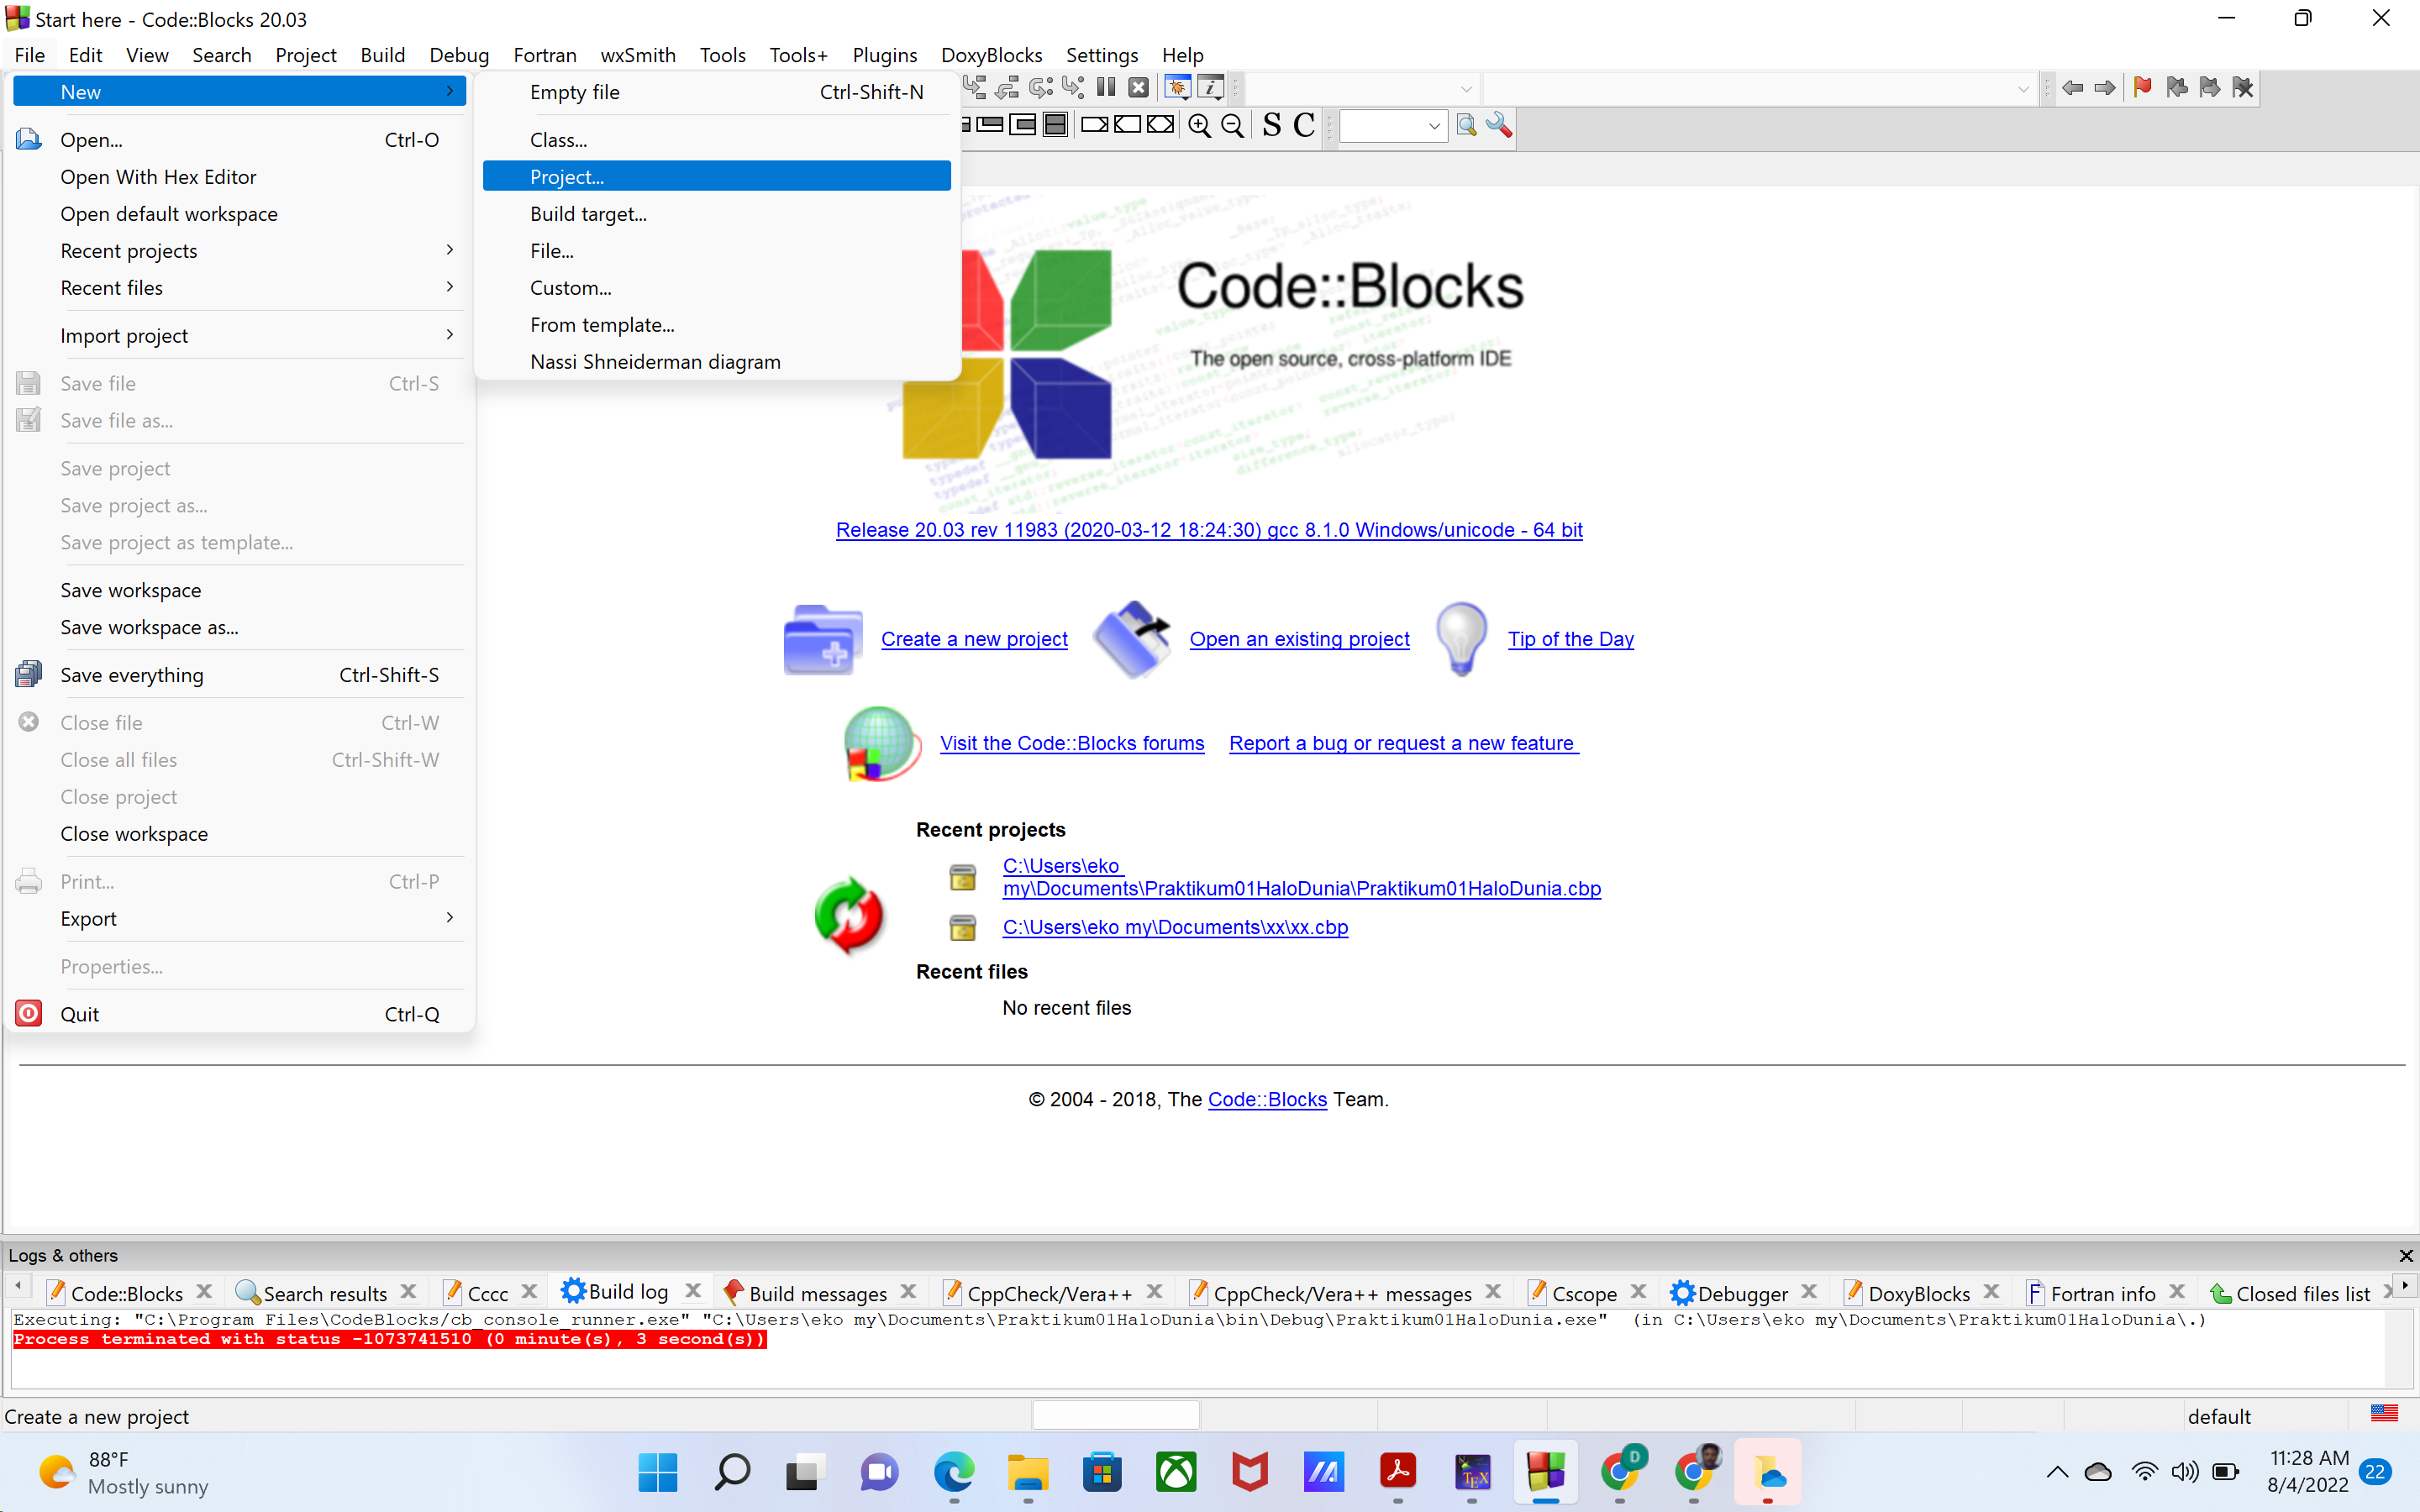 Start here - Code::Blocks 20.03
File Edit View Search Project Build Debug Fortran wxSmith Tools Tools+ Plugins DoxyBlocks Settings Help
New
Open... Ctrl-O
Open With Hex Editor
Open default workspace
Recent projects
Recent files
Import project
Save file Ctrl-S
Save file as...
Save project
Save project as...
Save project as template...
Save workspace
Save workspace as...
Save everything Ctrl-Shift-S
Close file Ctrl-W
Close all files Ctrl-Shift-W
Close project
Close workspace
Print... Ctrl-P
Export
Properties...
Quit Ctrl-Q
Empty file Ctrl-Shift-N
Class...
Project...
Build target...
File...
Custom...
From template...
Nassi Shneiderman diagram
S C
Code::Blocks
The open source, cross-platform IDE
Release 20.03 rev 11983 (2020-03-12 18:24:30) gcc 8.1.0 Windows/unicode - 64 bit
Create a new project Open an existing project Tip of the Day
Visit the Code::Blocks forums Report a bug or request a new feature
Recent projects
C:\Users\eko
my\Documents\Praktikum01HaloDunia\Praktikum01HaloDunia.cbp
C:\Users\eko my\Documents\xx\xx.cbp
Recent files
No recent files
© 2004 - 2018, The Code::Blocks Team.
Logs & others
Code::Blocks Search results Cccc Build log Build messages CppCheck/Vera++ CppCheck/Vera++ messages Cscope Debugger DoxyBlocks Fortran info Closed files list
Executing: "C:\Program Files\CodeBlocks/cb_console_runner.exe" "C:\Users\eko my\Documents\Praktikum01HaloDunia\bin\Debug\Praktikum01HaloDunia.exe" (in C:\Users\eko my\Documents\Praktikum01HaloDunia\.)
Process terminated with status -1073741510 (0 minute(s), 3 second(s))
Create a new project default
88°F
Mostly sunny
TEX
D
11:28 AM
8/4/2022
22